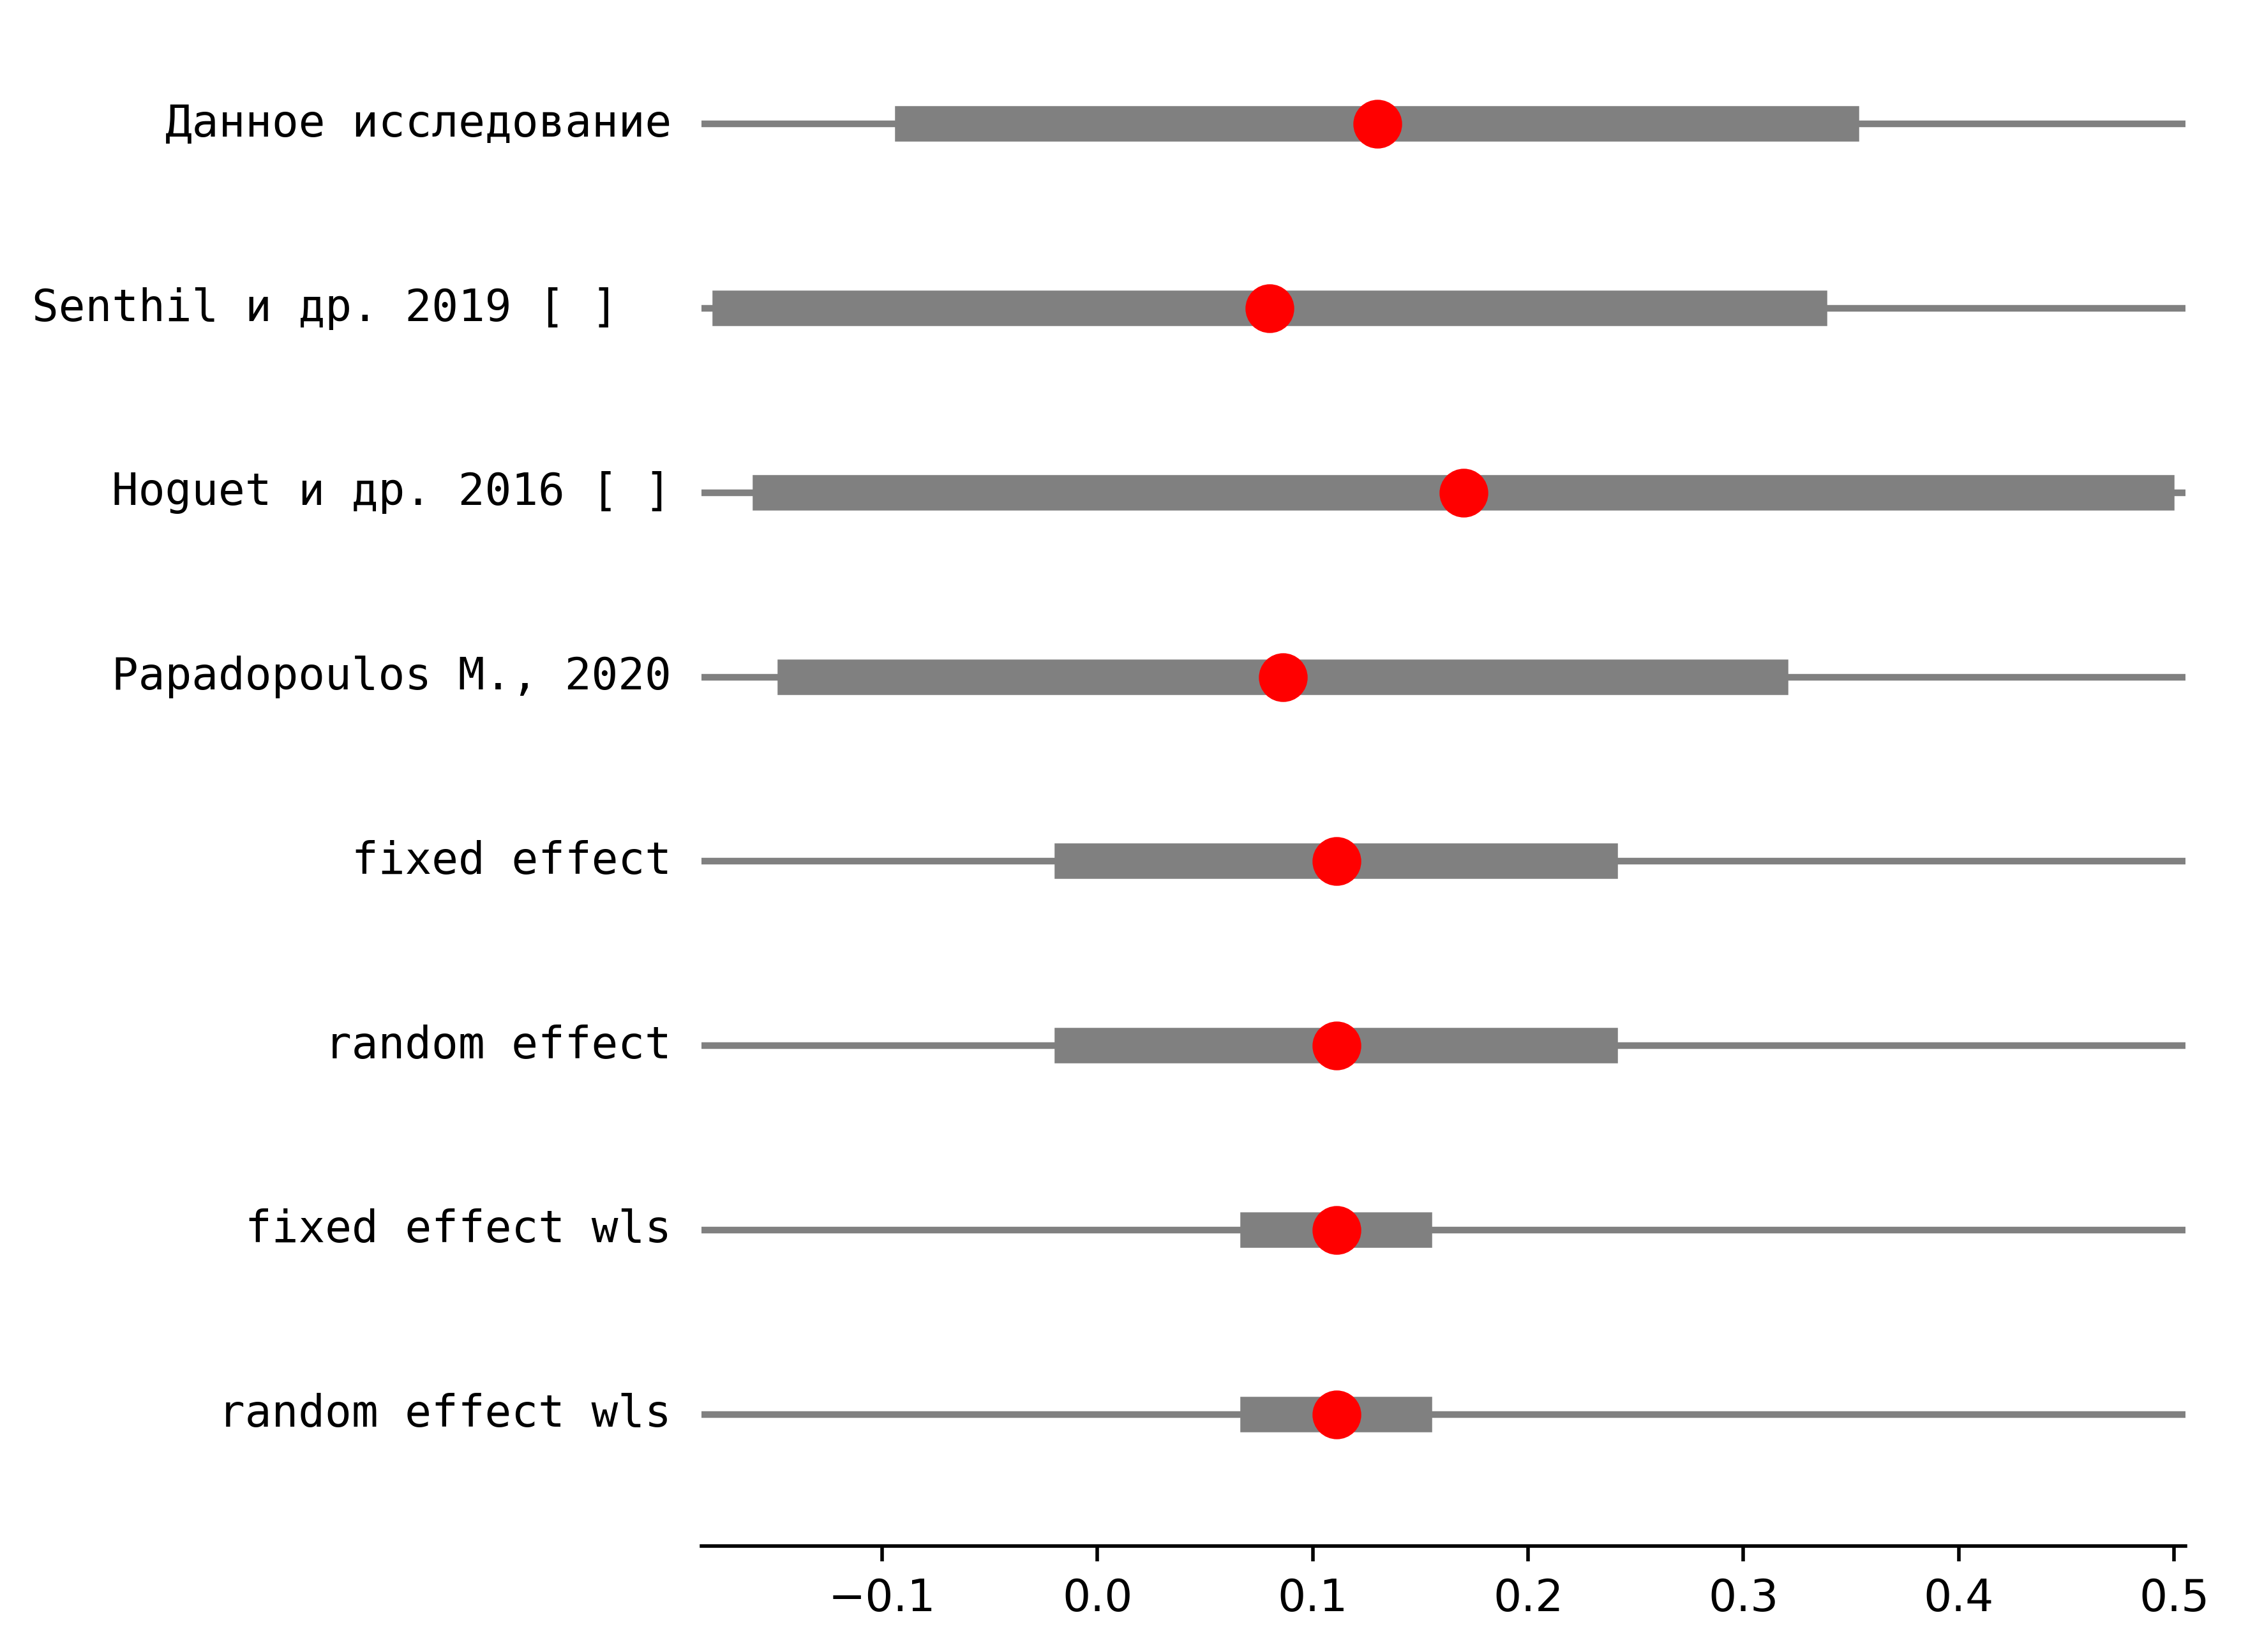 Данное исследование
Senthil и др. 2019 [ ]
Hoguet и др. 2016 [ ]
Papadopoulos M., 2020
fixed effect
random effect
fixed effect wls
random effect wls
−0.1 0.0 0.1 0.2 0.3 0.4 0.5